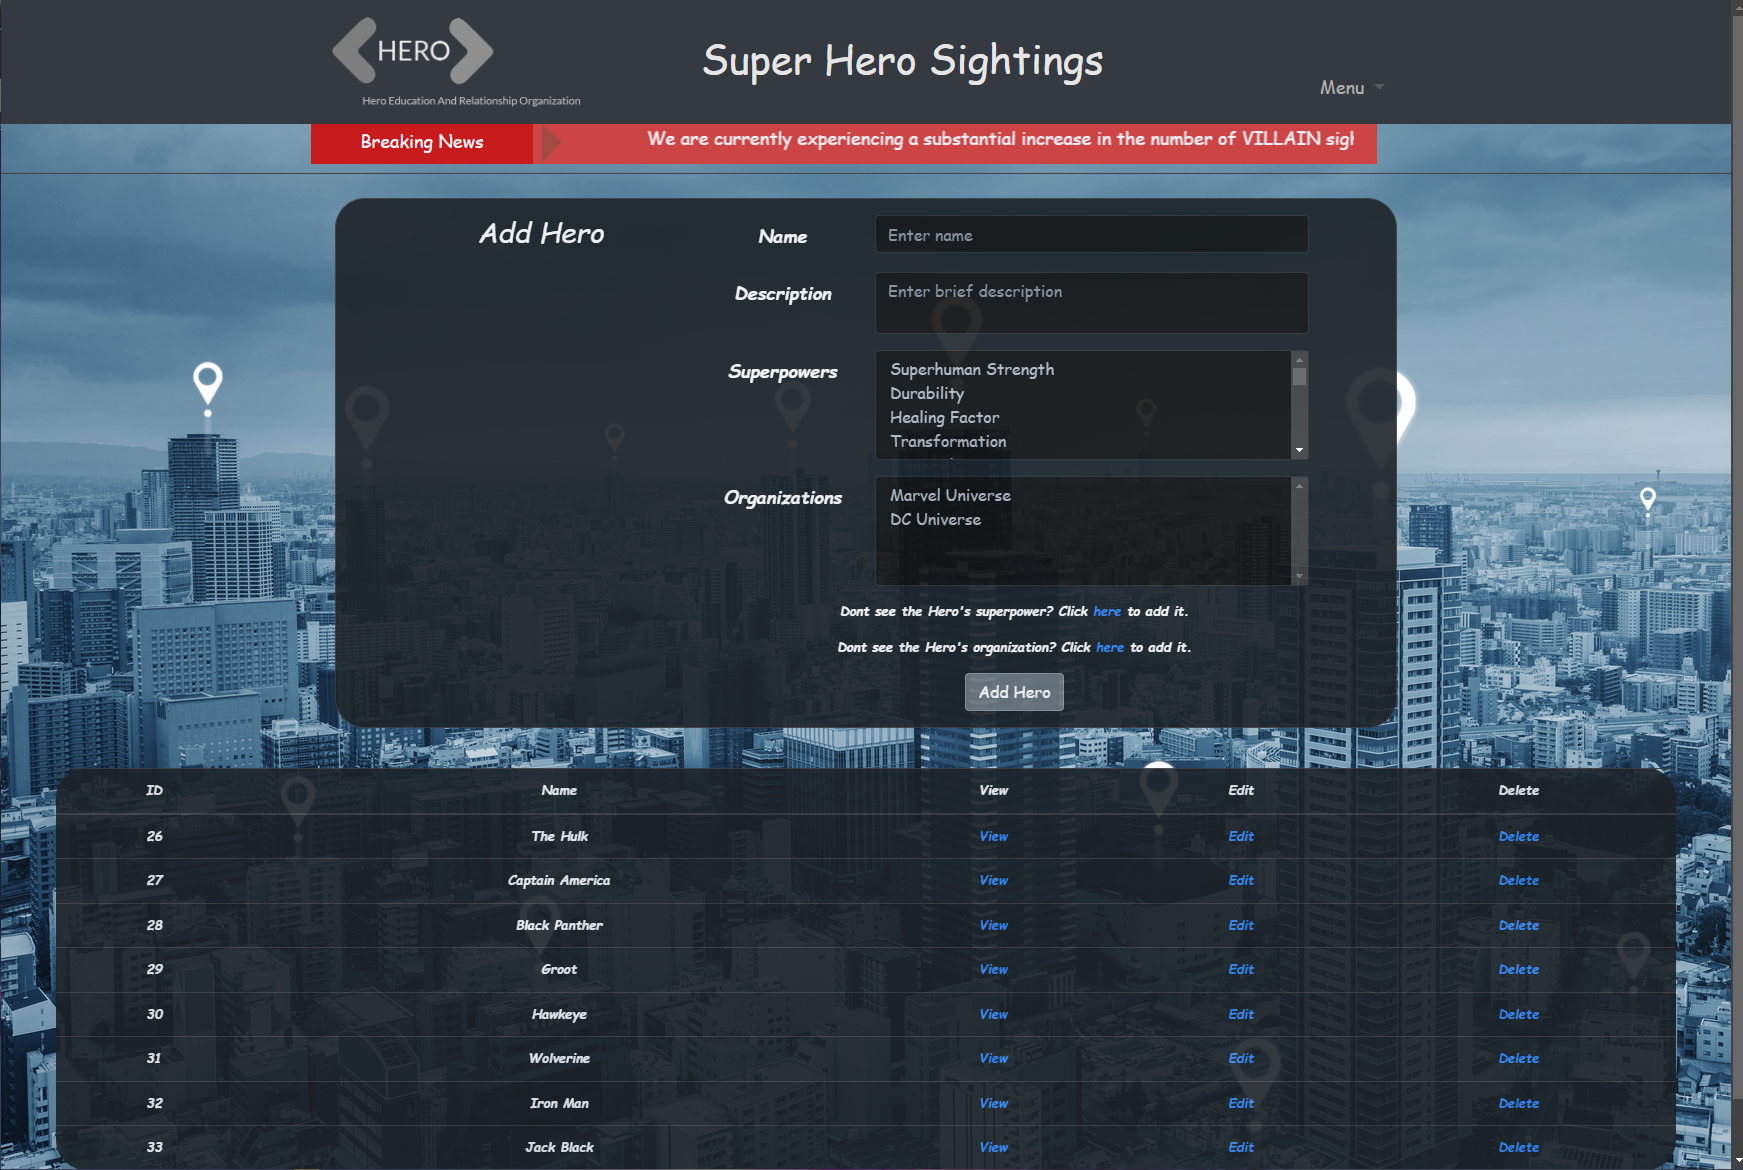 HERO
Hero Education And Relationship Organization
Super Hero Sightings
Menu
Breaking News
We are currently experiencing a substantial increase in the number of VILLAIN
Add Hero
Name
Enter name
Description
Enter brief description
Superpowers
Superhuman Strength
Durability
Healing Factor
Transformation
Organizations
Marvel Universe
DC Universe
Dont see the Hero's superpower? Click here to add it.
Dont see the Hero's organization? Click here to add it.
Add Hero
ID Name View Edit Delete
26 The Hulk View Edit Delete
27 Captain America View Edit Delete
28 Black Panther View Edit Delete
29 Groot View Edit Delete
30 Hawkeye View Edit Delete
31 Wolverine View Edit Delete
32 Iron Man View Edit Delete
33 Jack Black View Edit Delete